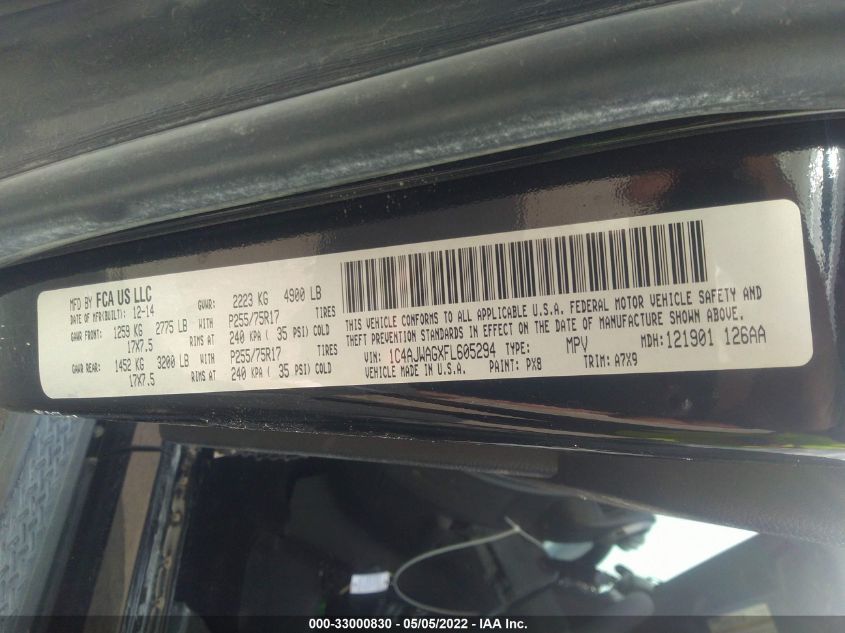 MFD BY FCA US LLC
DATE OF MFR(BUILT): 12-14 GVWR: 2223 KG 4900 LB
GAWR FRONT: 1259 KG 2775 LB WITH P255/75R17 TIRES
17X7.5 RIMS AT 240 KPA ( 35 PSI) COLD
GAWR REAR: 1452 KG 3200 LB WITH P255/75R17 TIRES
17X7.5 RIMS AT 240 KPA ( 35 PSI) COLD
THIS VEHICLE CONFORMS TO ALL APPLICABLE U.S.A. FEDERAL MOTOR VEHICLE SAFETY AND
THEFT PREVENTION STANDARDS IN EFFECT ON THE DATE OF MANUFACTURE SHOWN ABOVE.
VIN: 1C4AJWAGXFL605294 TYPE: MPV MDH: 121901 126AA
VEHICLE MADE IN U.S.A. PAINT: PX8 TRIM: A7X9
000-33000830 - 05/05/2022 - IAA Inc.